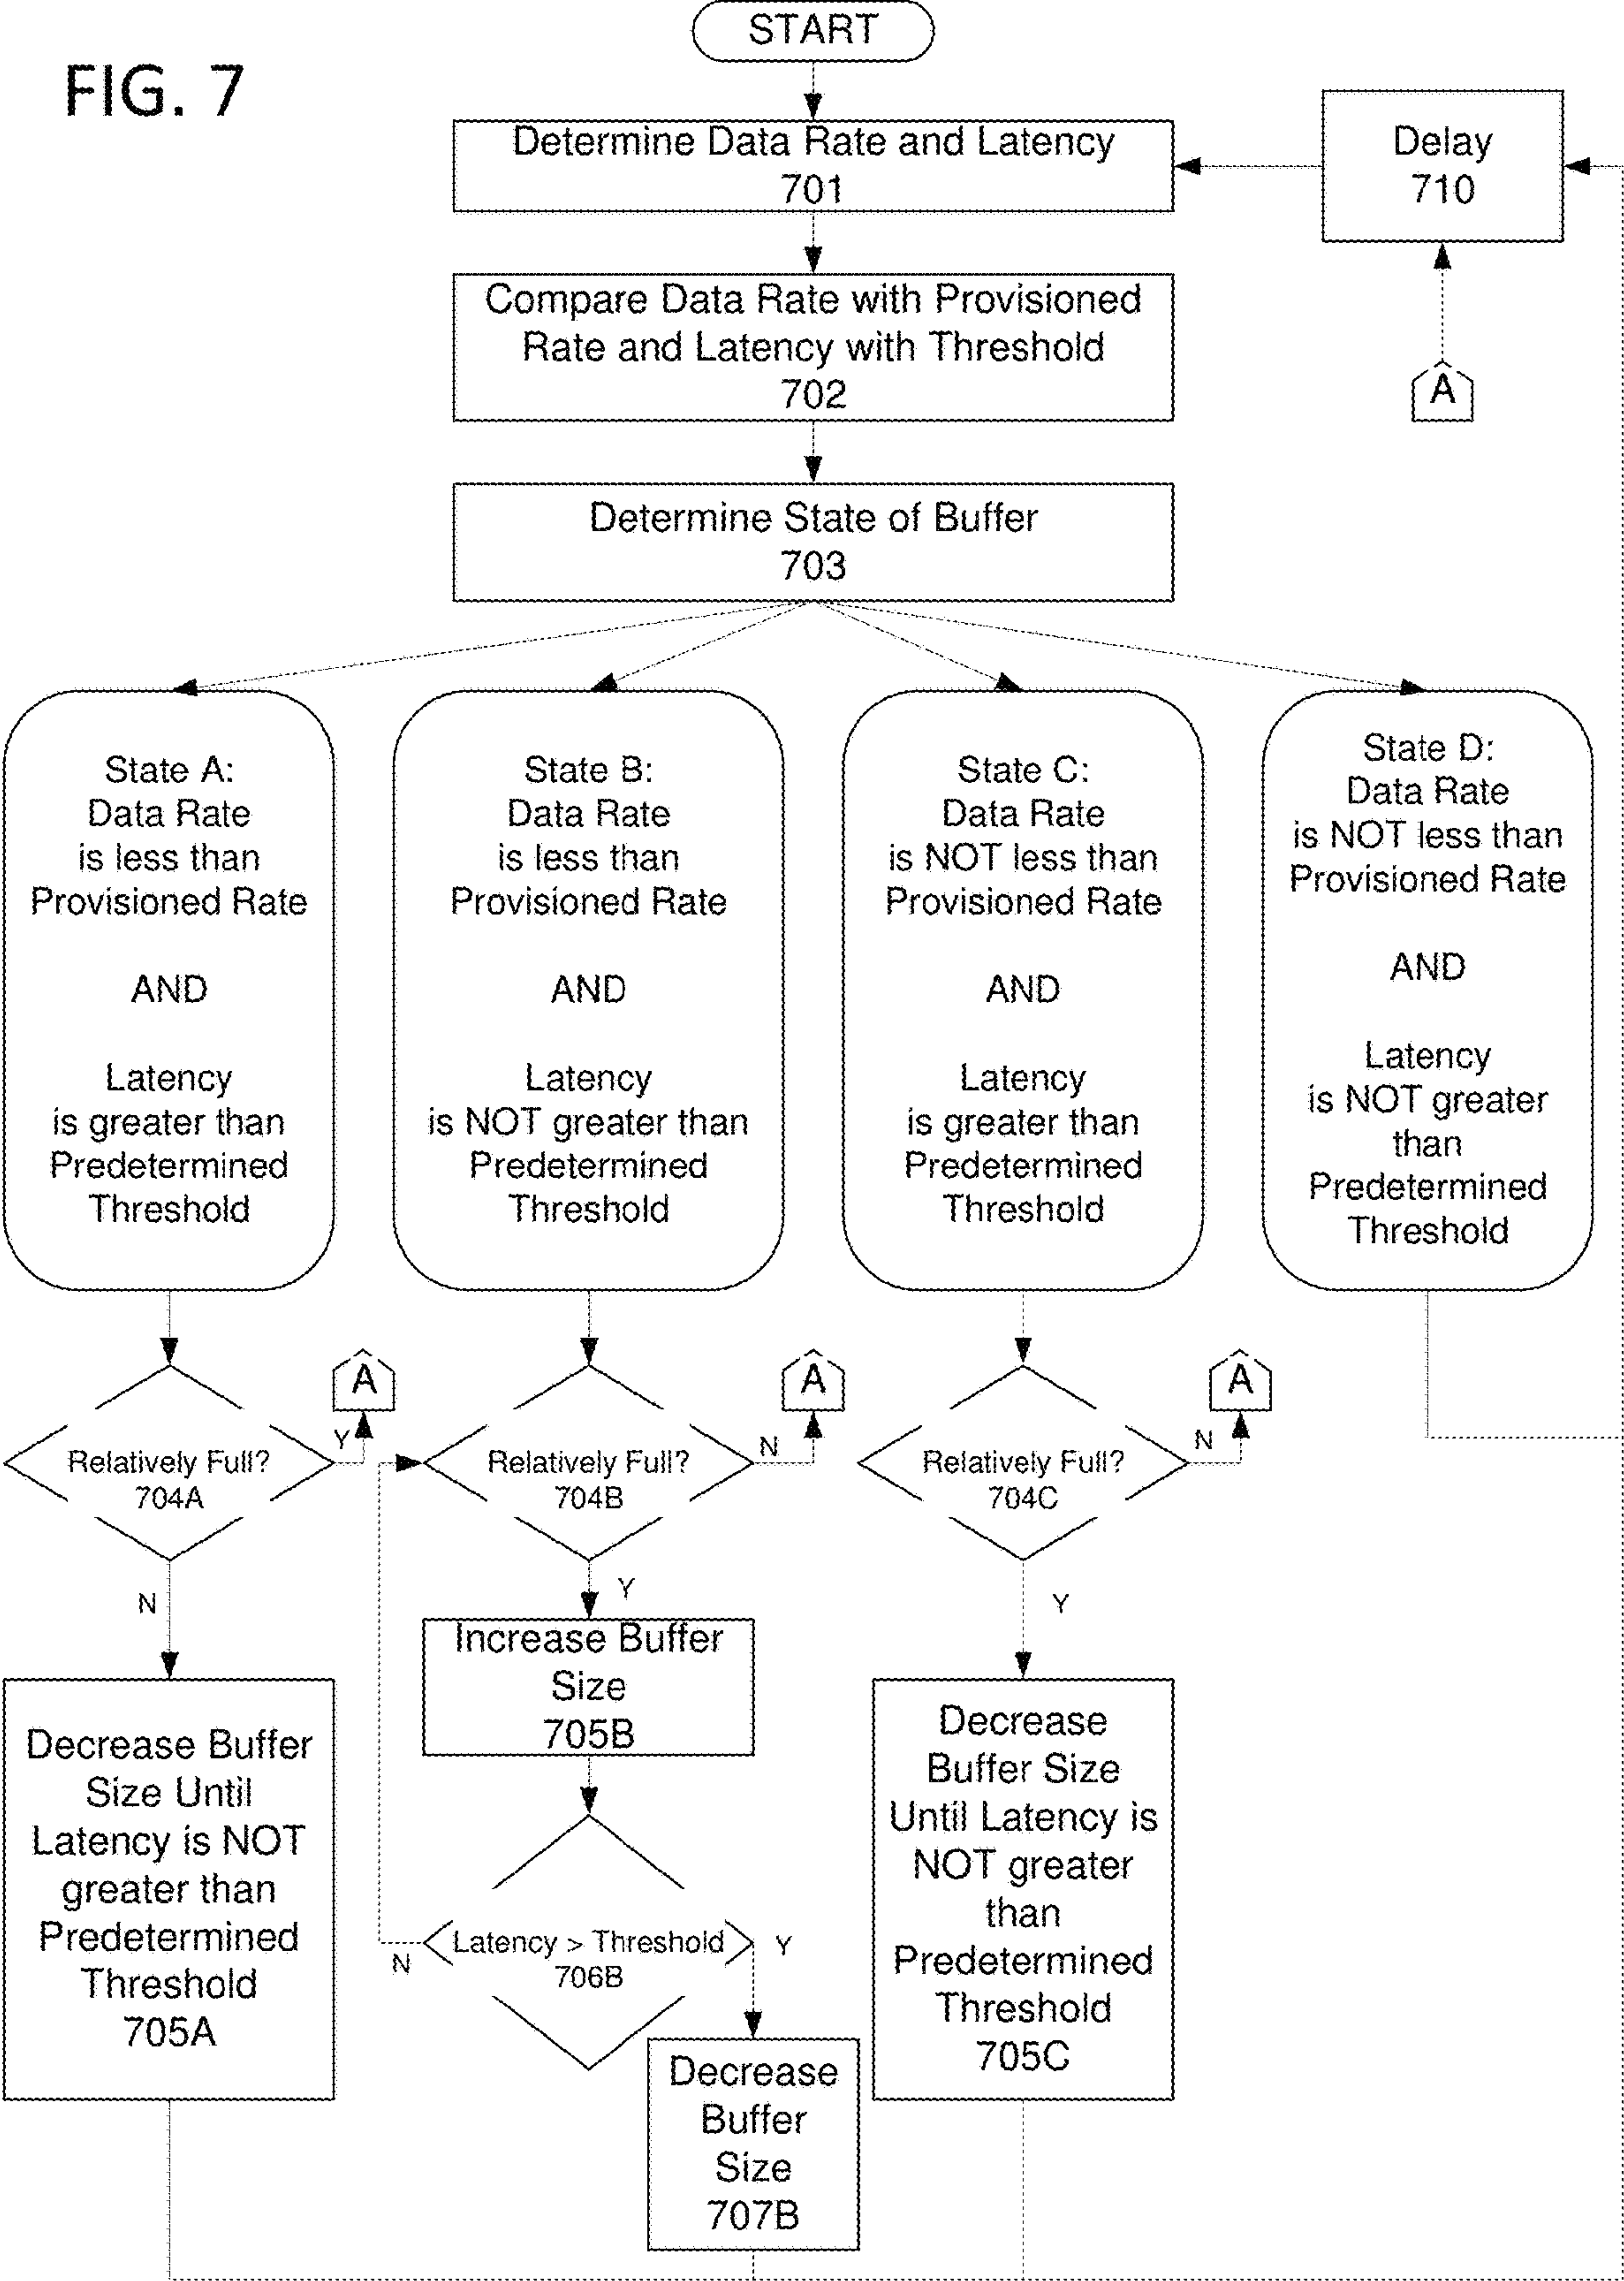 START
FIG. 7
Determine Data Rate and Latency
701
Delay
710
Compare Data Rate with Provisioned
Rate and Latency with Threshold
702
A
Determine State of Buffer
703
State A:
Data Rate
is less than
Provisioned Rate
AND
Latency
is greater than
Predetermined
Threshold
State B:
Data Rate
is less than
Provisioned Rate
AND
Latency
is NOT greater than
Predetermined
Threshold
State C:
Data Rate
is NOT less than
Provisioned Rate
AND
Latency
is greater than
Predetermined
Threshold
State D:
Data Rate
is NOT less than
Provisioned Rate
AND
Latency
is NOT greater
than
Predetermined
Threshold
Relatively Full?
704A
Y
A
N
Relatively Full?
704B
N
A
Y
Relatively Full?
704C
N
A
Y
Decrease Buffer
Size Until
Latency is NOT
greater than
Predetermined
Threshold
705A
Increase Buffer
Size
705B
Latency > Threshold
706B
N
Y
Decrease
Buffer
Size
707B
Decrease
Buffer Size
Until Latency is
NOT greater
than
Predetermined
Threshold
705C